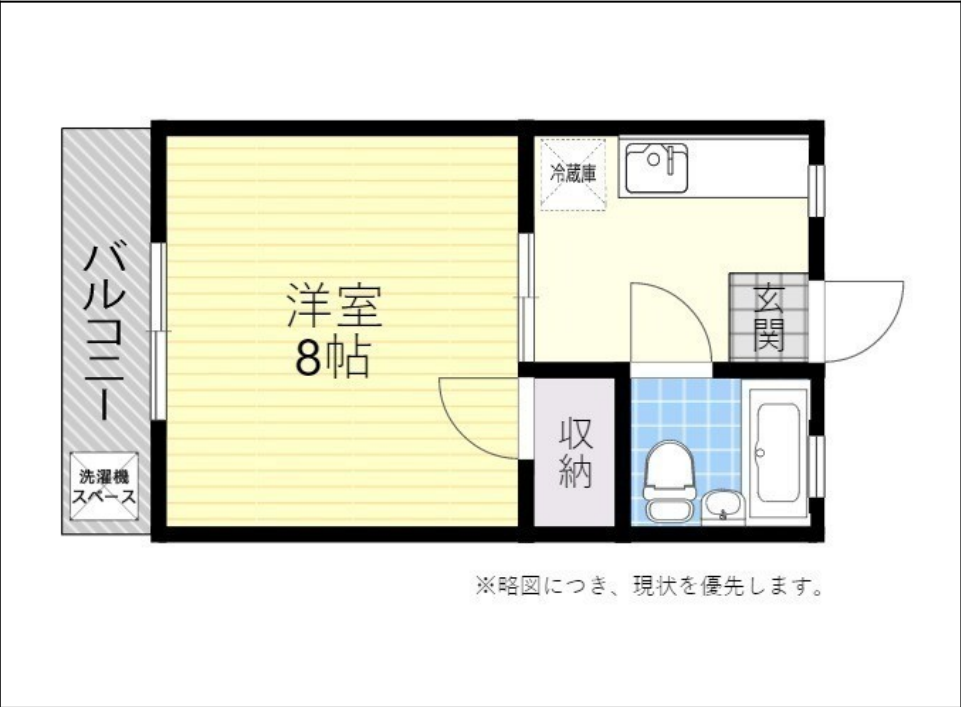 冷蔵庫
バルコニー
洋室
8帖
玄関
収納
洗濯機
スペース
※略図につき、現状を優先します。